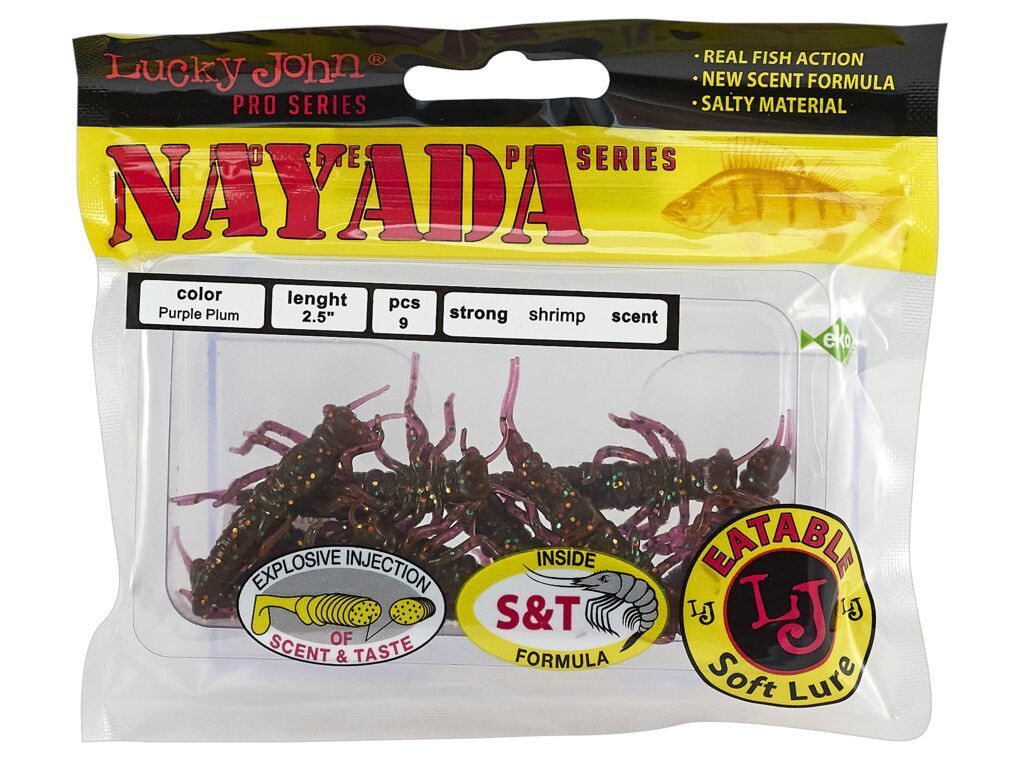 Lucky John®
PRO SERIES
• REAL FISH ACTION
• NEW SCENT FORMULA
• SALTY MATERIAL
PRO SERIES PRO SERIES
NAYADA
color
Purple Plum
lenght
2.5"
pcs
9
strong shrimp scent
eko
EXPLOSIVE INJECTION
OF
SCENT & TASTE
INSIDE
S&T
FORMULA
EATABLE
LJ LJ LJ
Soft Lure